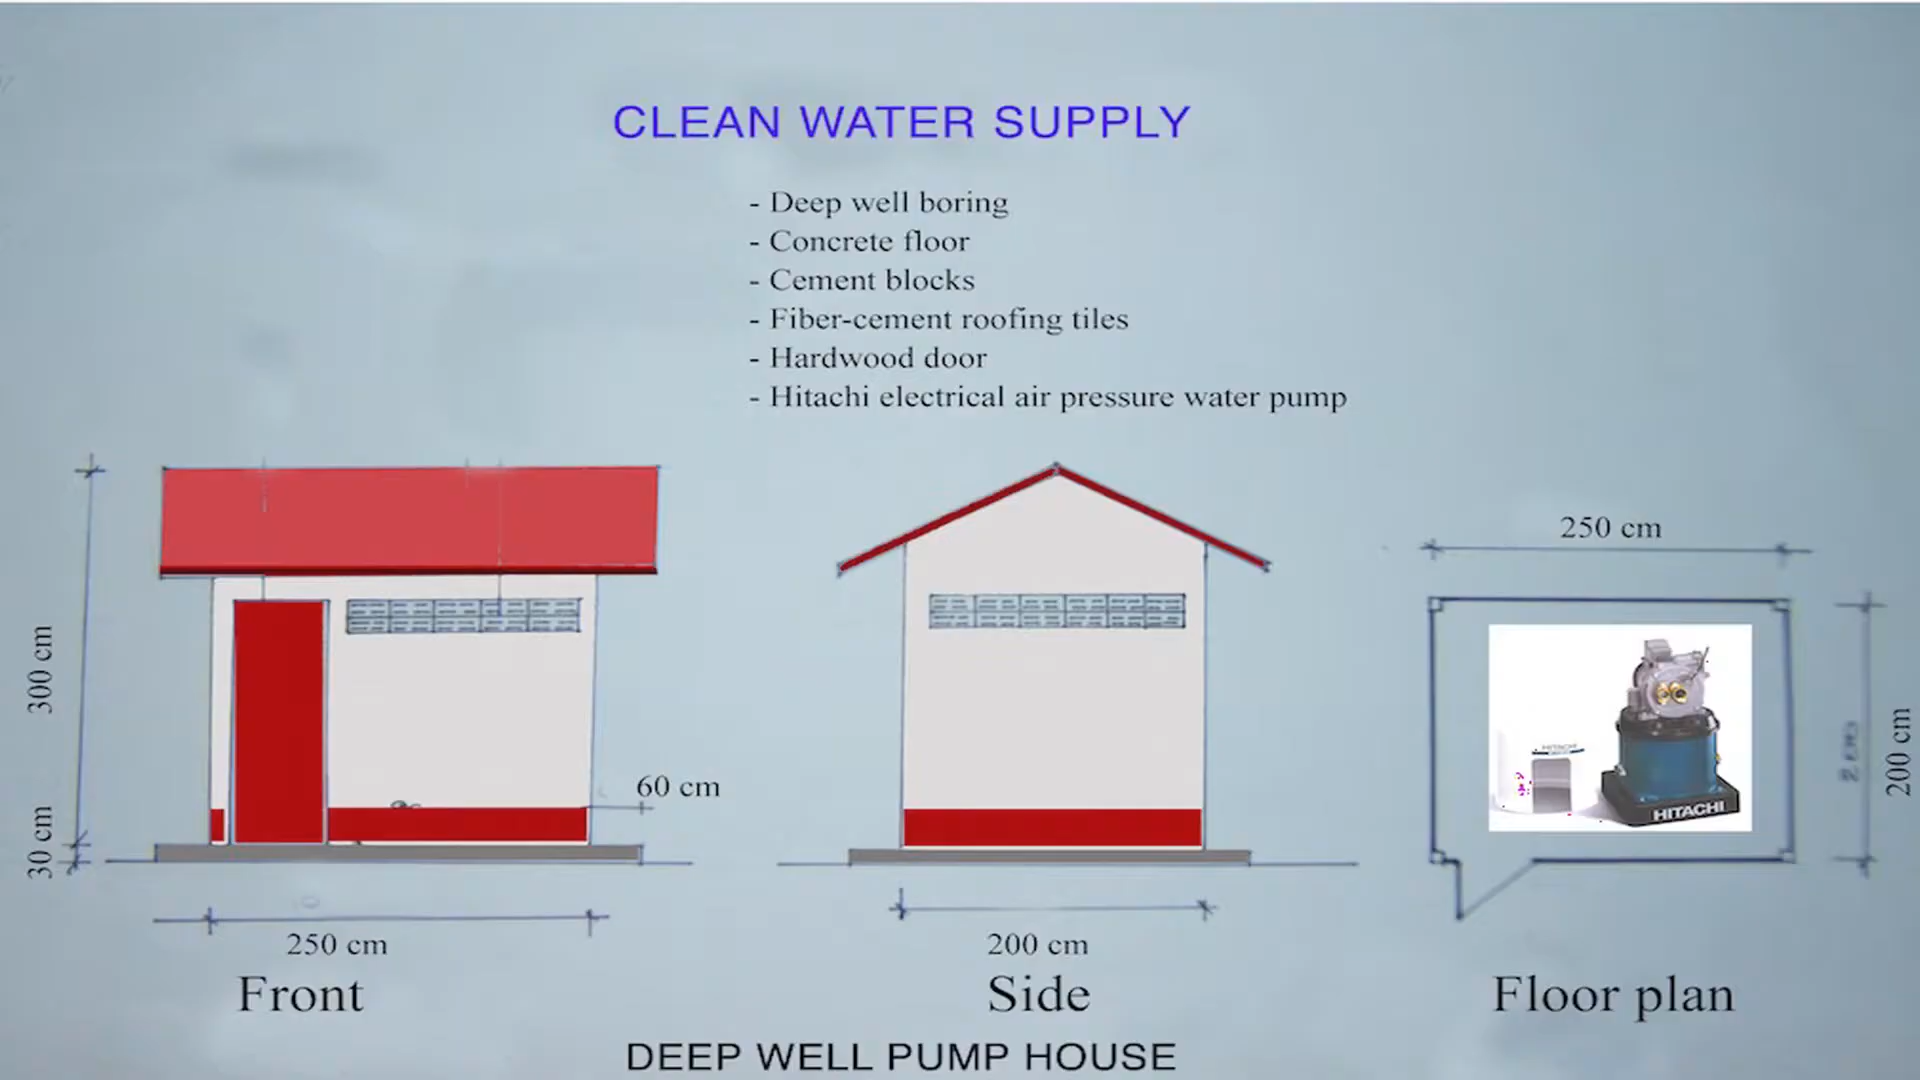 CLEAN WATER SUPPLY
- Deep well boring
- Concrete floor
- Cement blocks
- Fiber-cement roofing tiles
- Hardwood door
- Hitachi electrical air pressure water pump
300 cm
30 cm
60 cm
250 cm
Front
200 cm
Side
250 cm
200 cm
HITACHI
HITACHI
Floor plan
DEEP WELL PUMP HOUSE